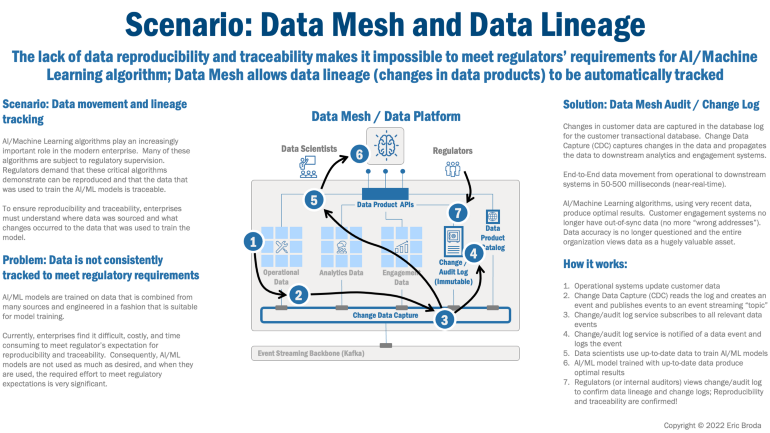 Scenario: Data Mesh and Data Lineage
The lack of data reproducibility and traceability makes it impossible to meet regulators’ requirements for AI/Machine
Learning algorithm; Data Mesh allows data lineage (changes in data products) to be automatically tracked
Scenario: Data movement and lineage
tracking
AI/Machine Learning algorithms play an increasingly
important role in the modern enterprise. Many of these
algorithms are subject to regulatory supervision.
Regulators demand that these critical algorithms
demonstrate can be reproduced and that the data that
was used to train the AI/ML models is traceable.
To ensure reproducibility and traceability, enterprises
must understand where data was sourced and what
changes occurred to the data that was used to train the
model.
Problem: Data is not consistently
tracked to meet regulatory requirements
AI/ML models are trained on data that is combined from
many sources and engineered in a fashion that is suitable
for model training.
Currently, enterprises find it difficult, costly, and time
consuming to meet regulator’s expectation for
reproducibility and traceability. Consequently, AI/ML
models are not used as much as desired, and when they
are used, the required effort to meet regulatory
expectations is very significant.
Data Mesh / Data Platform
Data Scientists
6
Regulators
5
Data Product APIs
7
Data
Product
Catalog
1
4
Operational
Data
Analytics Data
Engagement
Data
Change /
Audit Log
(Immutable)
2
Change Data Capture
3
Event Streaming Backbone (Kafka)
Solution: Data Mesh Audit / Change Log
Changes in customer data are captured in the database log
for the customer transactional database. Change Data
Capture (CDC) captures changes in the data and propagates
the data to downstream analytics and engagement systems.
End-to-End data movement from operational to downstream
systems in 50-500 milliseconds (near-real-time).
AI/Machine Learning algorithms, using very recent data,
produce optimal results. Customer engagement systems no
longer have out-of-sync data (no more “wrong addresses”).
Data accuracy is no longer questioned and the entire
organization views data as a hugely valuable asset.
How it works:
1. Operational systems update customer data
2. Change Data Capture (CDC) reads the log and creates an
event and publishes events to an event streaming “topic”
3. Change/audit log service subscribes to all relevant data
events
4. Change/audit log service is notified of a data event and
logs the event
5. Data scientists use up-to-date data to train AI/ML models
6. AI/ML model trained with up-to-date data produce
optimal results
7. Regulators (or internal auditors) views change/audit log
to confirm data lineage and change logs; Reproducibility
and traceability are confirmed!
Copyright © 2022 Eric Broda